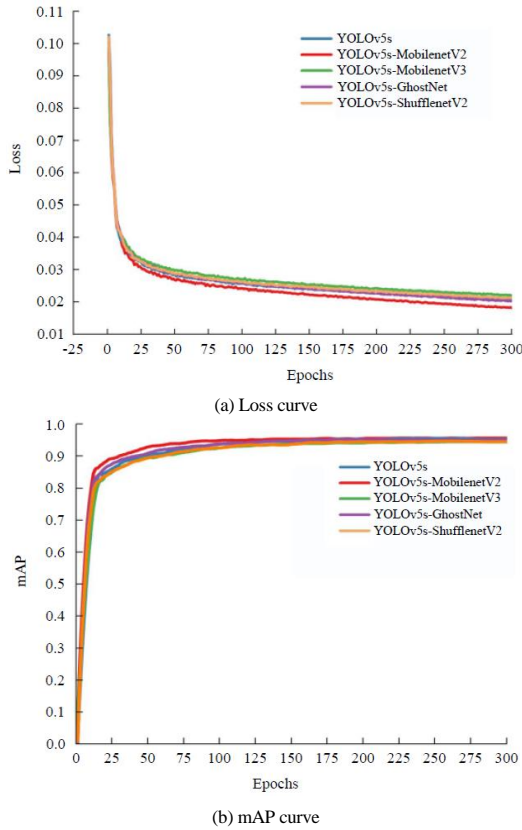 0.11
0.10
0.09
0.08
0.07
0.06
0.05
0.04
0.03
0.02
0.01
Loss
YOLOv5s
YOLOv5s-MobilenetV2
YOLOv5s-MobilenetV3
YOLOv5s-GhostNet
YOLOv5s-ShufflenetV2
-25 0 25 50 75 100 125 150 175 200 225 250 275 300
Epochs
(a) Loss curve
1.0
0.9
0.8
0.7
0.6
0.5
0.4
0.3
0.2
0.1
0.0
mAP
YOLOv5s
YOLOv5s-MobilenetV2
YOLOv5s-MobilenetV3
YOLOv5s-GhostNet
YOLOv5s-ShufflenetV2
0 25 50 75 100 125 150 175 200 225 250 275 300
Epochs
(b) mAP curve